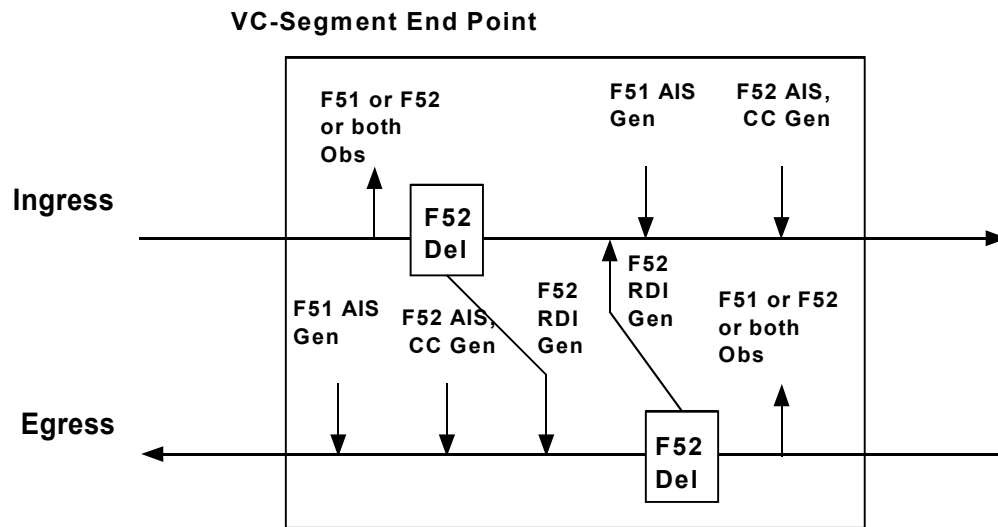 VC-Segment End Point
F51 or F52
or both
Obs
F51 AIS
Gen
F52 AIS,
CC Gen
Ingress
F52
Del
F52
RDI
Gen
F51 AIS
Gen
F52 AIS,
CC Gen
F52
RDI
Gen
F51 or F52
or both
Obs
Egress
F52
Del